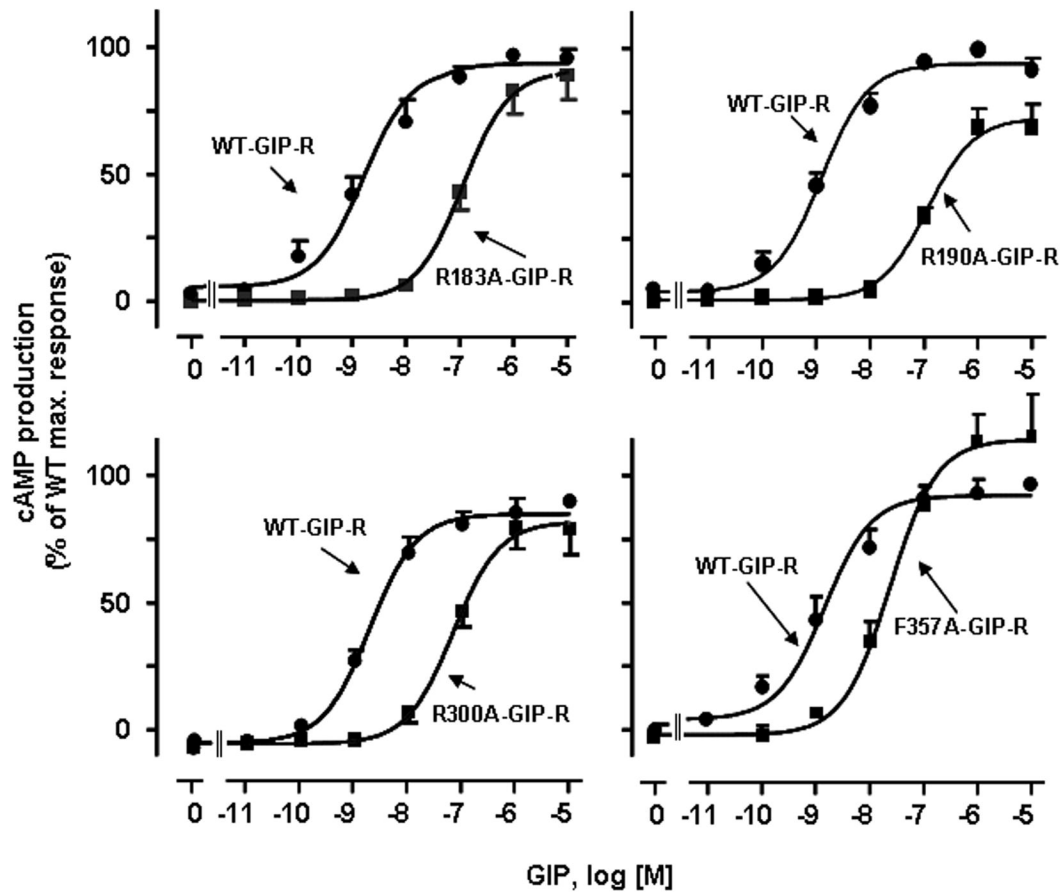 cAMP production
(% of WT max. response)
100
50
0
WT-GIP-R
R183A-GIP-R
0 -11 -10 -9 -8 -7 -6 -5
WT-GIP-R
R190A-GIP-R
0 -11 -10 -9 -8 -7 -6 -5
100
50
0
WT-GIP-R
R300A-GIP-R
0 -11 -10 -9 -8 -7 -6 -5
WT-GIP-R
F357A-GIP-R
0 -11 -10 -9 -8 -7 -6 -5
GIP, log [M]